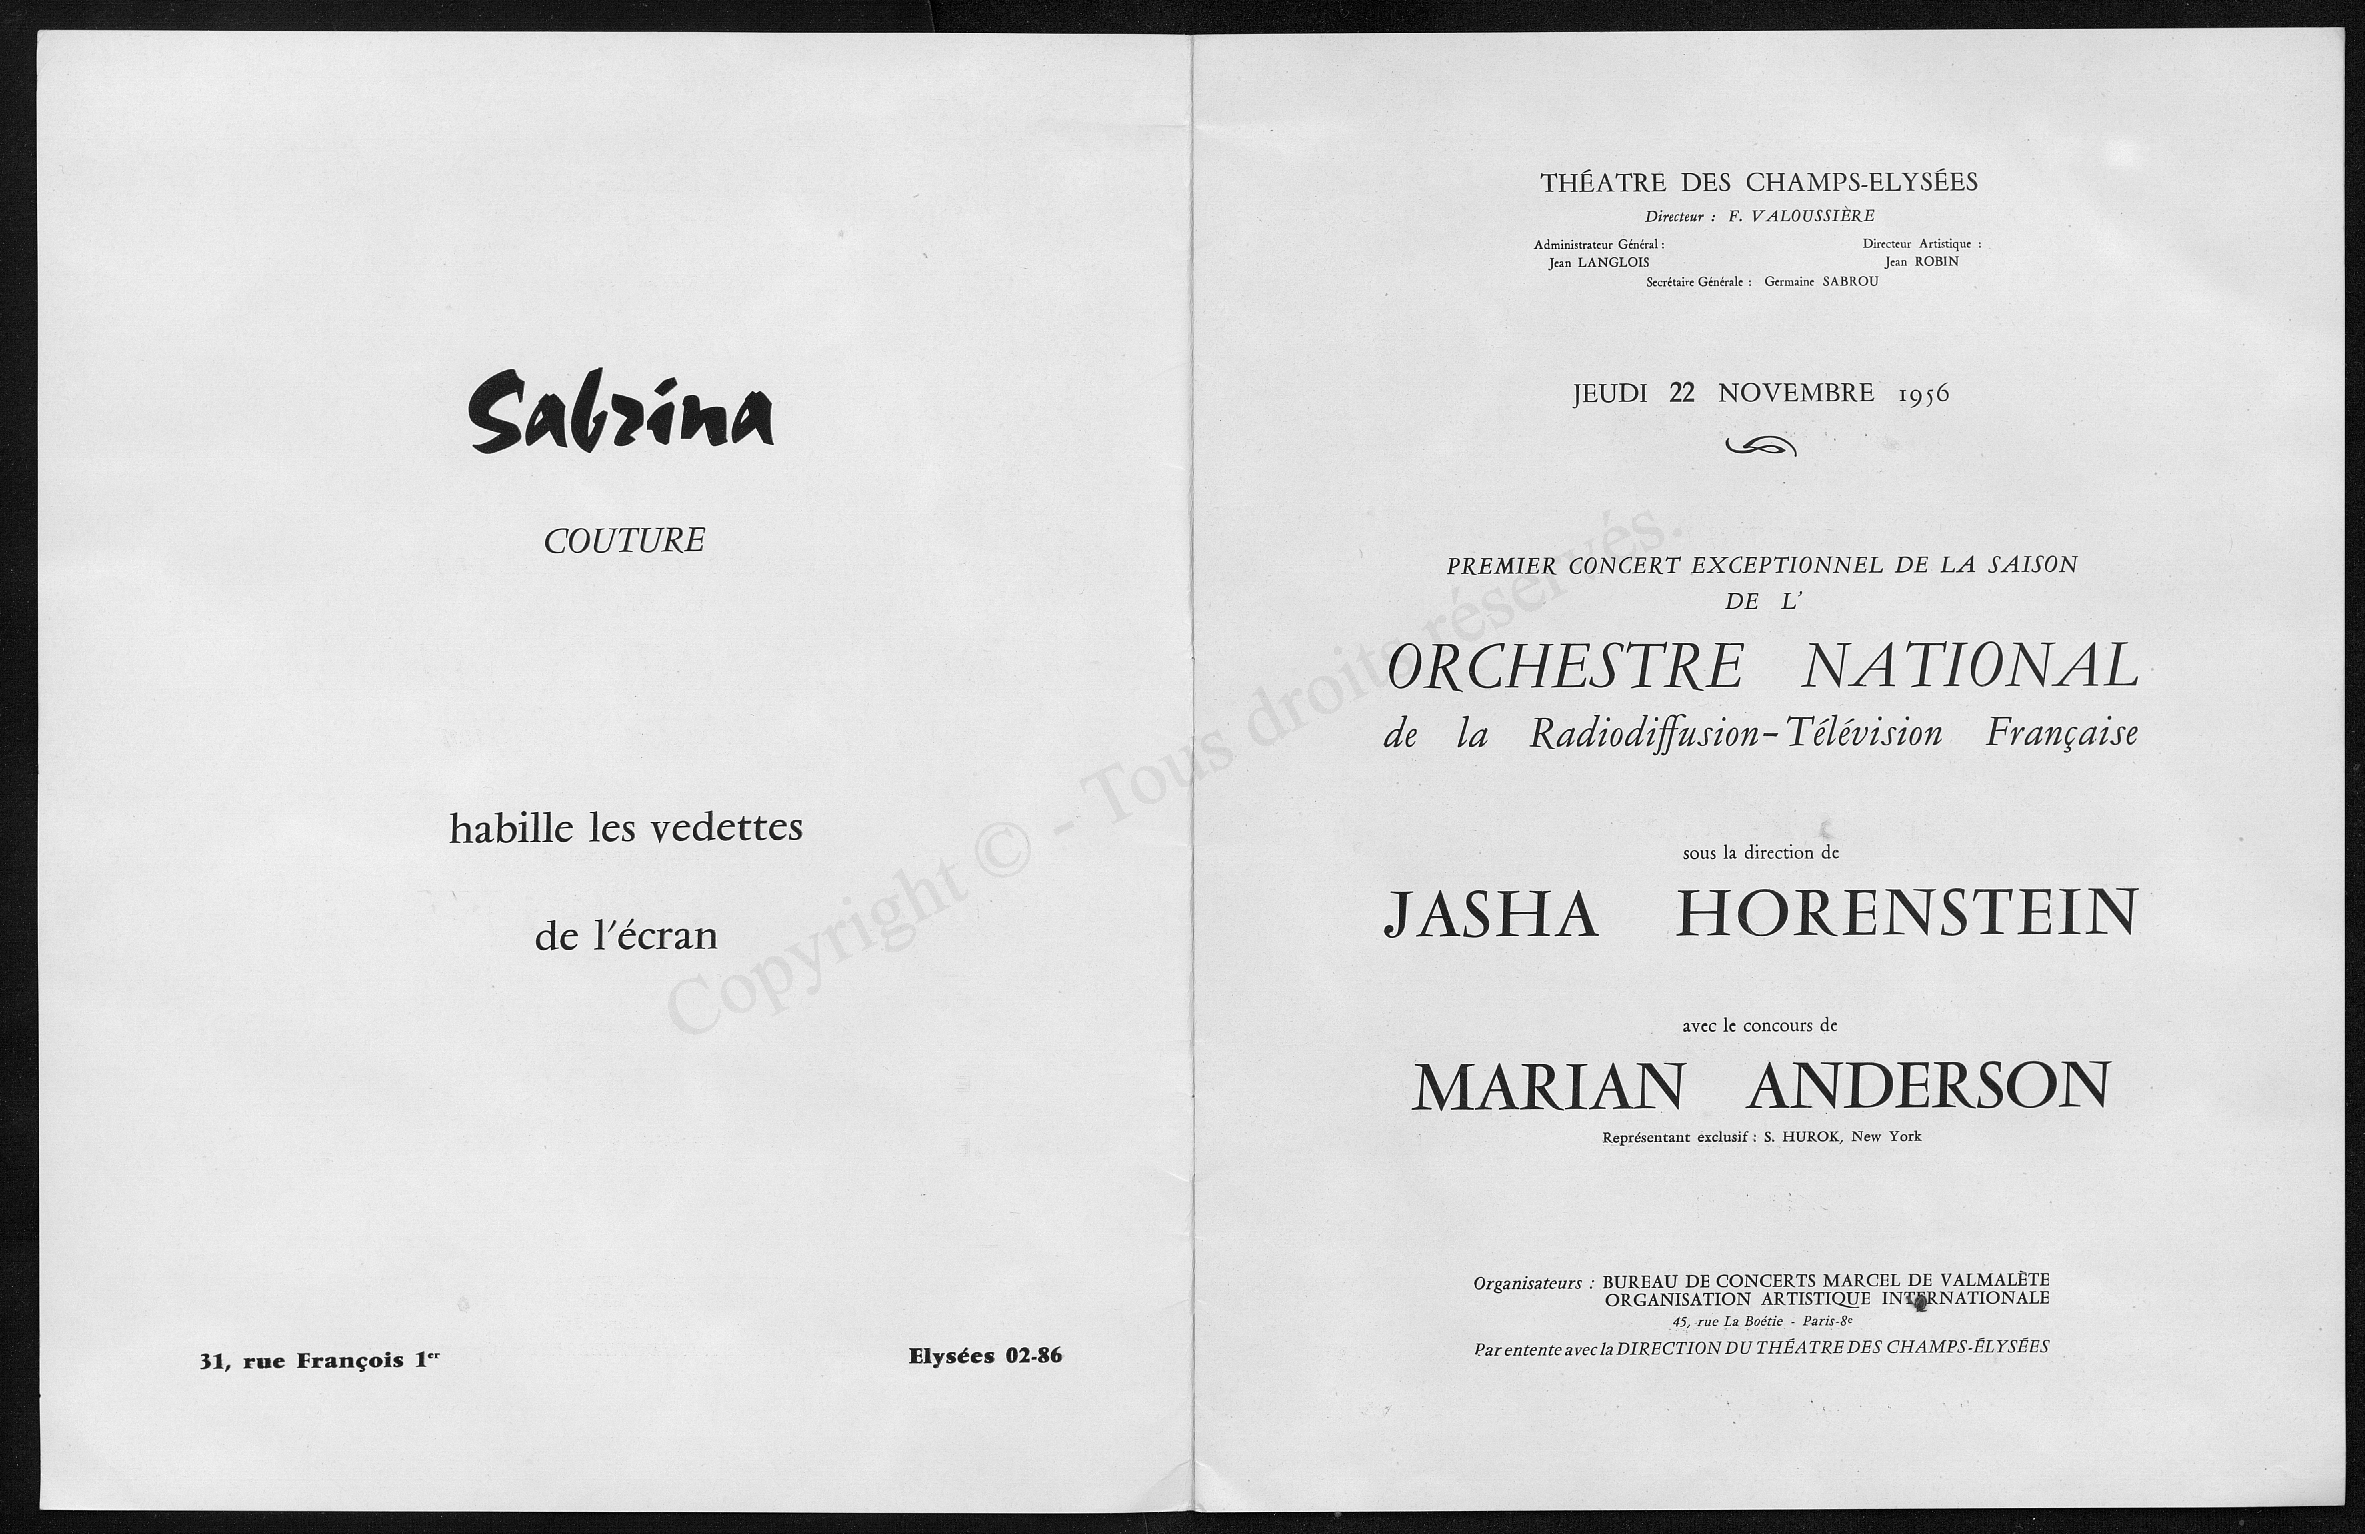 Sabrina
COUTURE
habille les vedettes
de l'écran
31, rue François 1er
Elysées 02-86
THÉATRE DES CHAMPS-ELYSÉES
Directeur : F. VALOUSSIÈRE
Administrateur Général :
Jean LANGLOIS
Directeur Artistique :
Jean ROBIN
Secrétaire Générale : Germaine SABROU
JEUDI 22 NOVEMBRE 1956
PREMIER CONCERT EXCEPTIONNEL DE LA SAISON
DE L'
ORCHESTRE NATIONAL
de la Radiodiffusion-Télévision Française
sous la direction de
JASHA HORENSTEIN
avec le concours de
MARIAN ANDERSON
Représentant exclusif : S. HUROK, New York
Organisateurs : BUREAU DE CONCERTS MARCEL DE VALMALÈTE
ORGANISATION ARTISTIQUE INTERNATIONALE
45, rue La Boétie - Paris-8e
Par entente avec la DIRECTION DU THÉATRE DES CHAMPS-ÉLYSÉES
Copyright © - Tous droits réservés.